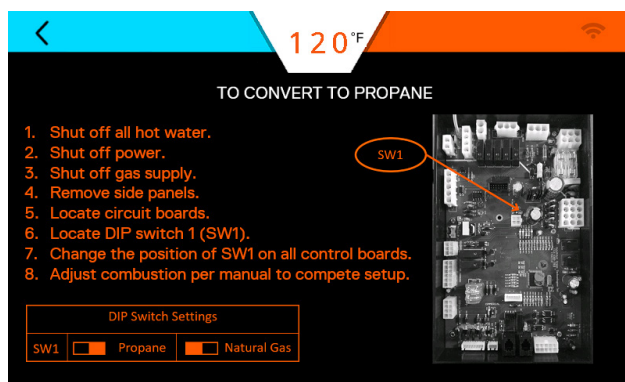 120°F
TO CONVERT TO PROPANE
1. Shut off all hot water.
2. Shut off power.
3. Shut off gas supply.
4. Remove side panels.
5. Locate circuit boards.
6. Locate DIP switch 1 (SW1).
7. Change the position of SW1 on all control boards.
8. Adjust combustion per manual to compete setup.
SW1
DIP Switch Settings
SW1 Propane Natural Gas